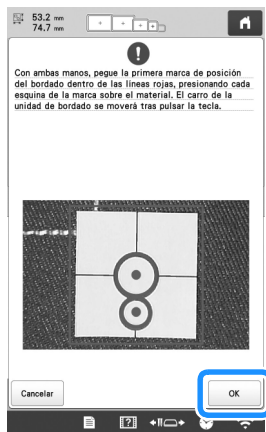 53,2 mm
74,7 mm
Con ambas manos, pegue la primera marca de posición
del bordado dentro de las líneas rojas, presionando cada
esquina de la marca sobre el material. El carro de la
unidad de bordado se moverá tras pulsar la tecla.
Cancelar
OK